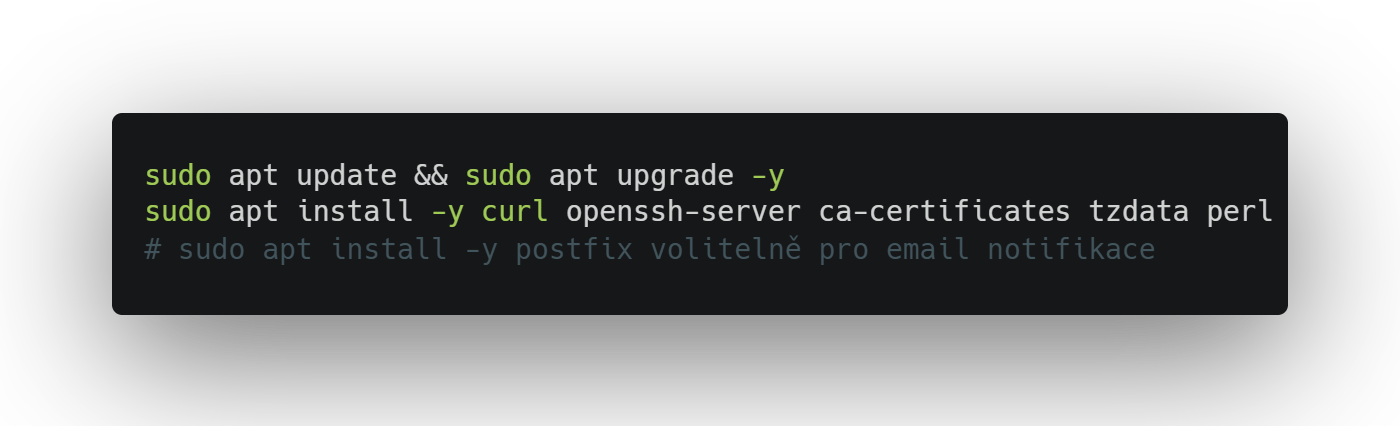 sudo apt update && sudo apt upgrade -y
sudo apt install -y curl openssh-server ca-certificates tzdata perl
# sudo apt install -y postfix volitelně pro email notifikace